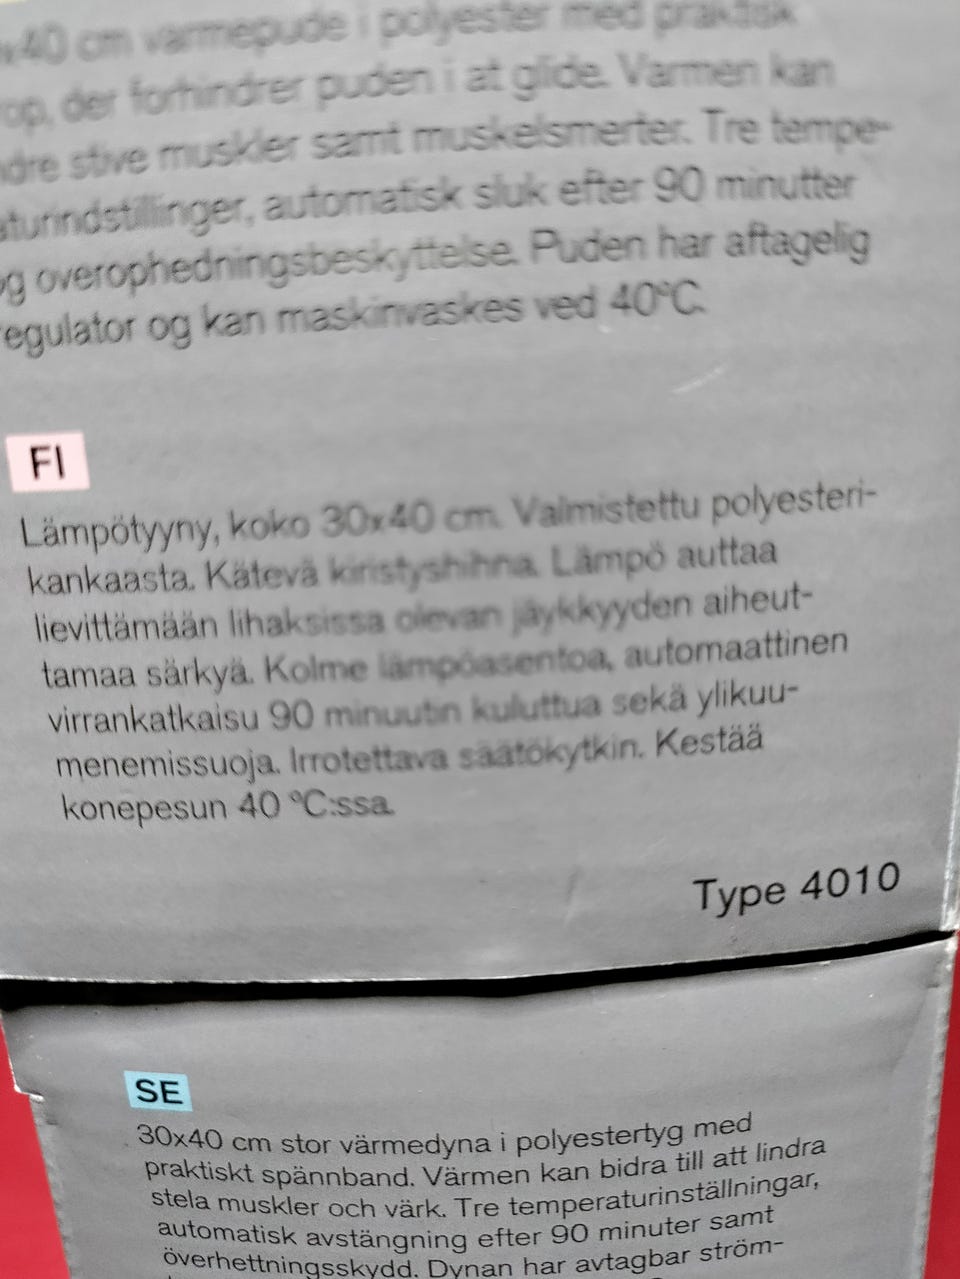 x40 cm varmepude i polyester med praktisk
rop, der forhindrer puden i at glide. Varmen kan
dre stive muskler samt muskelsmerter. Tre tempe-
aturindstillinger, automatisk sluk efter 90 minutter
og overophedningsbeskyttelse. Puden har aftagelig
regulator og kan maskinvaskes ved 40°C.
FI
Lämpötyyny, koko 30x40 cm. Valmistettu polyesteri-
kankaasta. Kätevä kiristyshihna. Lämpö auttaa
lievittämään lihaksissa olevan jäykkyyden aiheut-
tamaa särkyä. Kolme lämpöasentoa, automaattinen
virrankatkaisu 90 minuutin kuluttua sekä ylikuu-
menemissuoja. Irrotettava säätökytkin. Kestää
konepesun 40 °C:ssa.
Type 4010
SE
30x40 cm stor värmedyna i polyestertyg med
praktiskt spännband. Värmen kan bidra till att lindra
stela muskler och värk. Tre temperaturinställningar,
automatisk avstängning efter 90 minuter samt
överhettningsskydd. Dynan har avtagbar ström-